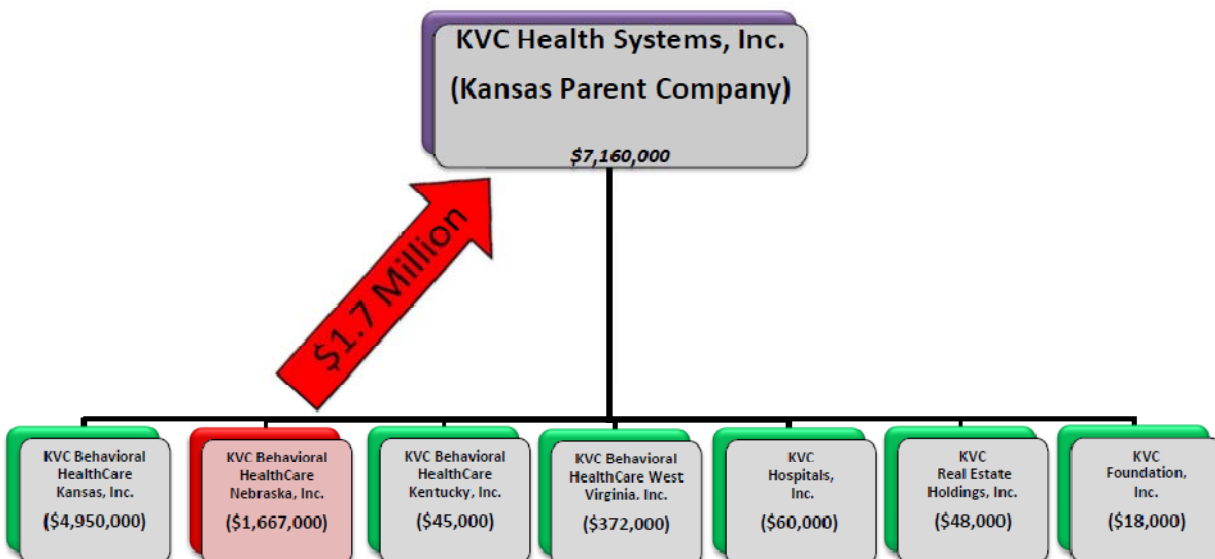 KVC Health Systems, Inc.
(Kansas Parent Company)
$7,160,000
$1.7 Million
KVC Behavioral
HealthCare
Kansas, Inc.
($4,950,000)
KVC Behavioral
HealthCare
Nebraska, Inc.
($1,667,000)
KVC Behavioral
HealthCare
Kentucky, Inc.
($45,000)
KVC Behavioral
HealthCare West
Virginia. Inc.
($372,000)
KVC
Hospitals,
Inc.
($60,000)
KVC
Real Estate
Holdings, Inc.
($48,000)
KVC
Foundation,
Inc.
($18,000)